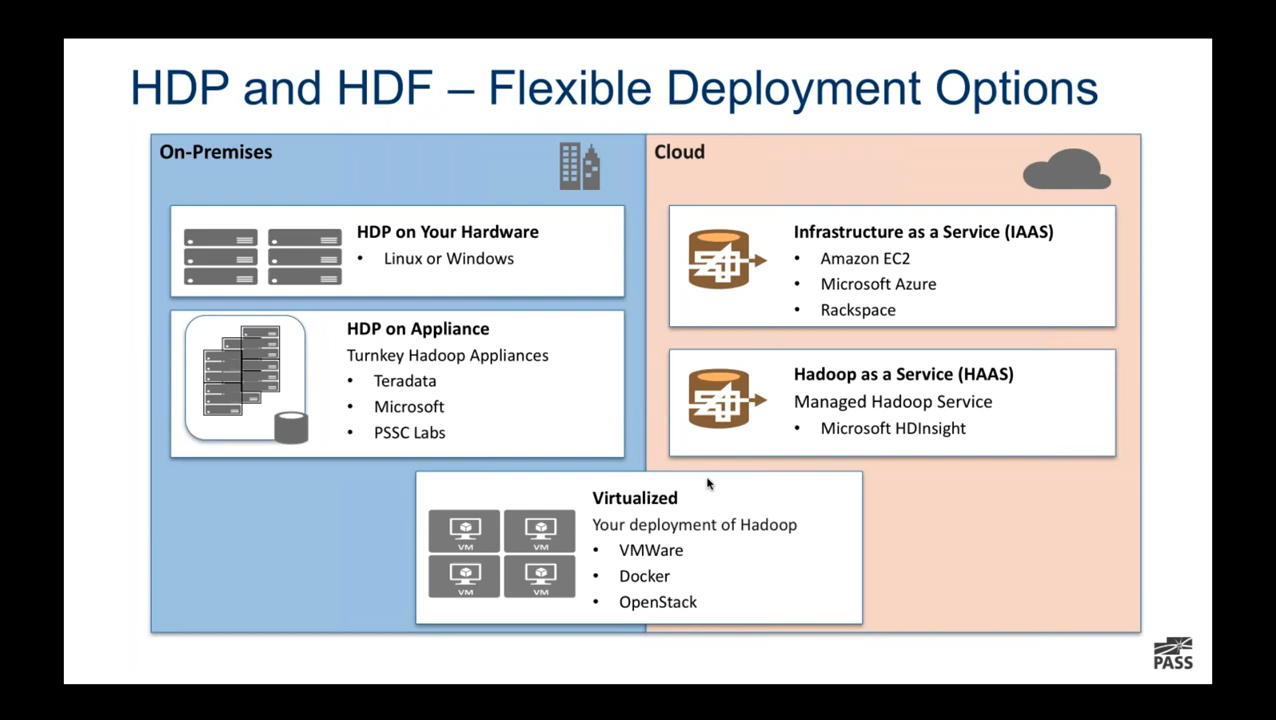 HDP and HDF – Flexible Deployment Options
On-Premises
HDP on Your Hardware
• Linux or Windows
HDP on Appliance
Turnkey Hadoop Appliances
• Teradata
• Microsoft
• PSSC Labs
Cloud
Infrastructure as a Service (IAAS)
• Amazon EC2
• Microsoft Azure
• Rackspace
Hadoop as a Service (HAAS)
Managed Hadoop Service
• Microsoft HDInsight
Virtualized
Your deployment of Hadoop
• VMWare
• Docker
• OpenStack
VM VM
VM VM
PASS